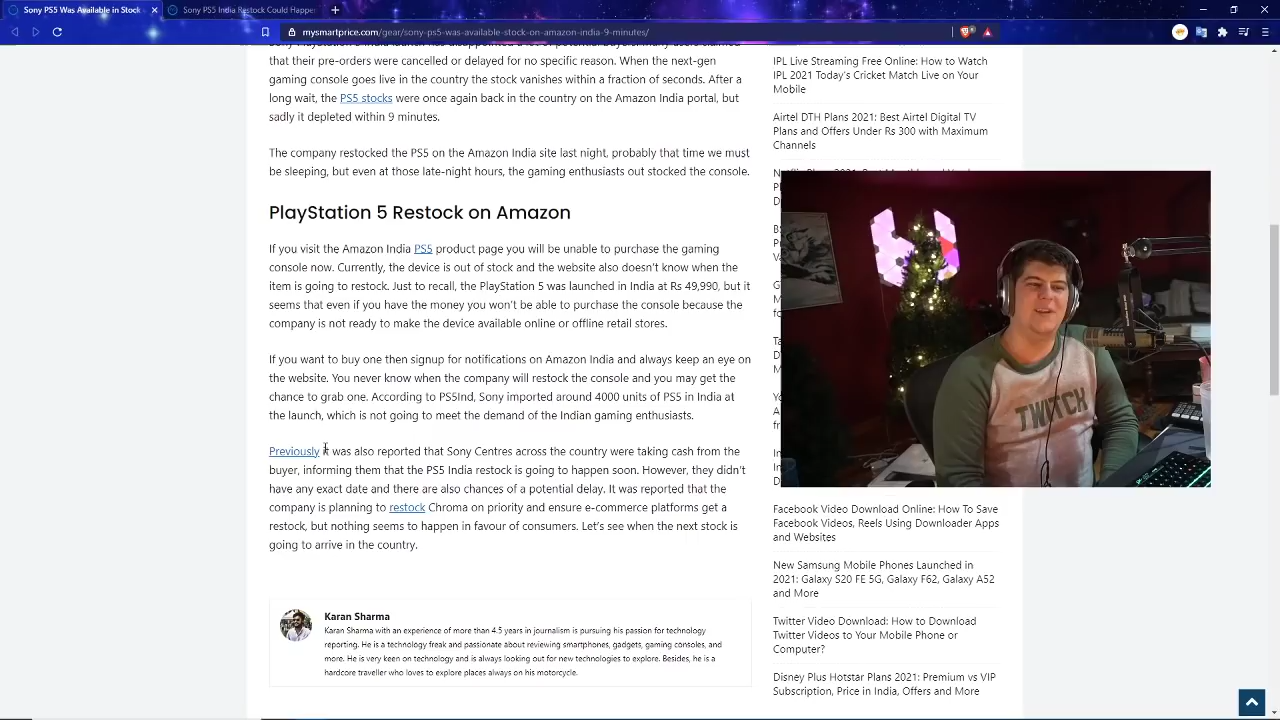 Sony PS5 Was Available in Stock
Sony PS5 India Restock Could Happen
mysmartprice.com/gear/sony-ps5-was-available-stock-on-amazon-india-9-minutes/
that their pre-orders were cancelled or delayed for no specific reason. When the next-gen
gaming console goes live in the country the stock vanishes within a fraction of seconds. After a
long wait, the PS5 stocks were once again back in the country on the Amazon India portal, but
sadly it depleted within 9 minutes.
The company restocked the PS5 on the Amazon India site last night, probably that time we must
be sleeping, but even at those late-night hours, the gaming enthusiasts out stocked the console.
PlayStation 5 Restock on Amazon
If you visit the Amazon India PS5 product page you will be unable to purchase the gaming
console now. Currently, the device is out of stock and the website also doesn't know when the
item is going to restock. Just to recall, the PlayStation 5 was launched in India at Rs 49,990, but it
seems that even if you have the money you won't be able to purchase the console because the
company is not ready to make the device available online or offline retail stores.
If you want to buy one then signup for notifications on Amazon India and always keep an eye on
the website. You never know when the company will restock the console and you may get the
chance to grab one. According to PS5Ind, Sony imported around 4000 units of PS5 in India at
the launch, which is not going to meet the demand of the Indian gaming enthusiasts.
Previously it was also reported that Sony Centres across the country were taking cash from the
buyer, informing them that the PS5 India restock is going to happen soon. However, they didn't
have any exact date and there are also chances of a potential delay. It was reported that the
company is planning to restock Chroma on priority and ensure e-commerce platforms get a
restock, but nothing seems to happen in favour of consumers. Let's see when the next stock is
going to arrive in the country.
Karan Sharma
Karan Sharma with an experience of more than 4.5 years in journalism is pursuing his passion for technology
reporting. He is a technology freak and passionate about reviewing smartphones, gadgets, gaming consoles, and
more. He is very keen on technology and is always looking out for new technologies to explore. Besides, he is a
hardcore traveller who loves to explore places always on his motorcycle.
IPL Live Streaming Free Online: How to Watch
IPL 2021 Today's Cricket Match Live on Your
Mobile
Airtel DTH Plans 2021: Best Airtel Digital TV
Plans and Offers Under Rs 300 with Maximum
Channels
TWITCH
Facebook Video Download Online: How To Save
Facebook Videos, Reels Using Downloader Apps
and Websites
New Samsung Mobile Phones Launched in
2021: Galaxy S20 FE 5G, Galaxy F62, Galaxy A52
and More
Twitter Video Download: How to Download
Twitter Videos to Your Mobile Phone or
Computer?
Disney Plus Hotstar Plans 2021: Premium vs VIP
Subscription, Price in India, Offers and More